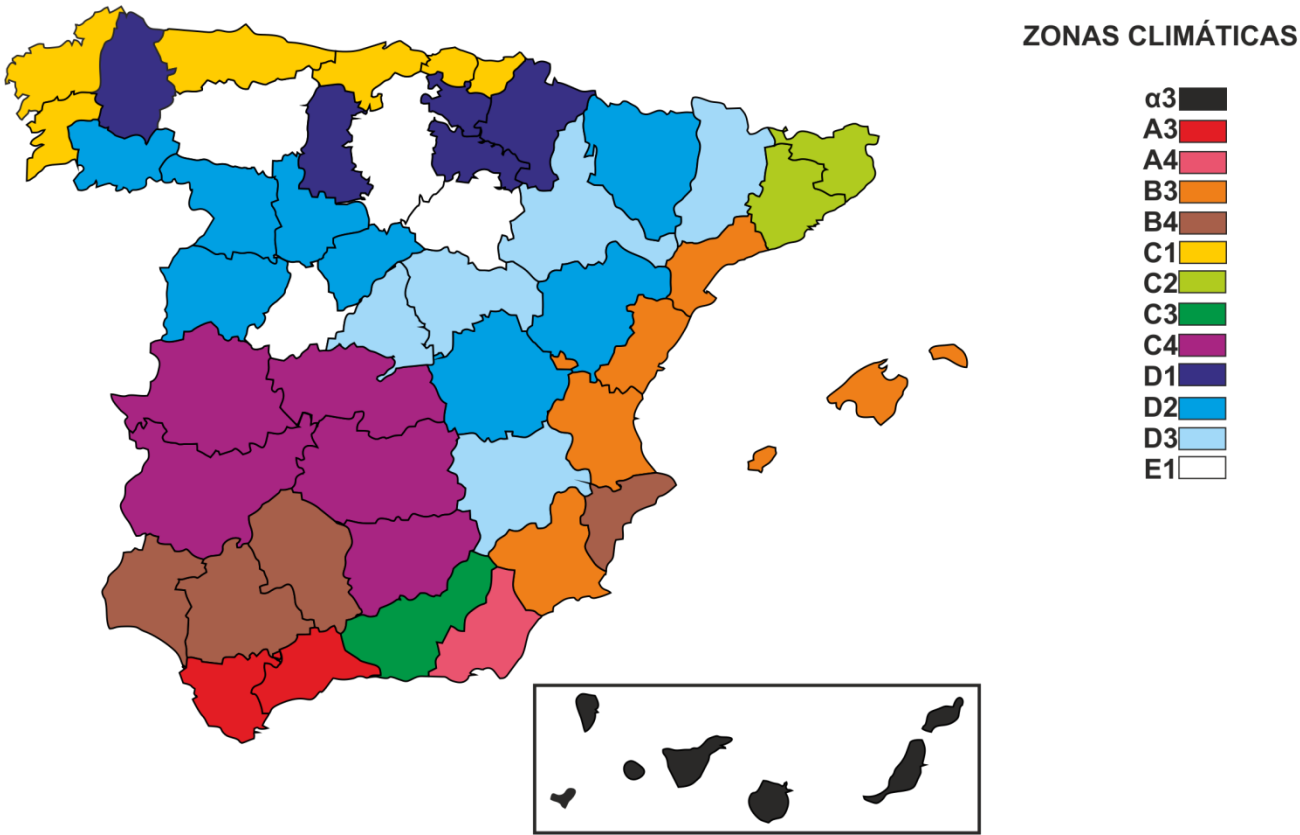 ZONAS CLIMÁTICAS
α3
A3
A4
B3
B4
C1
C2
C3
C4
D1
D2
D3
E1